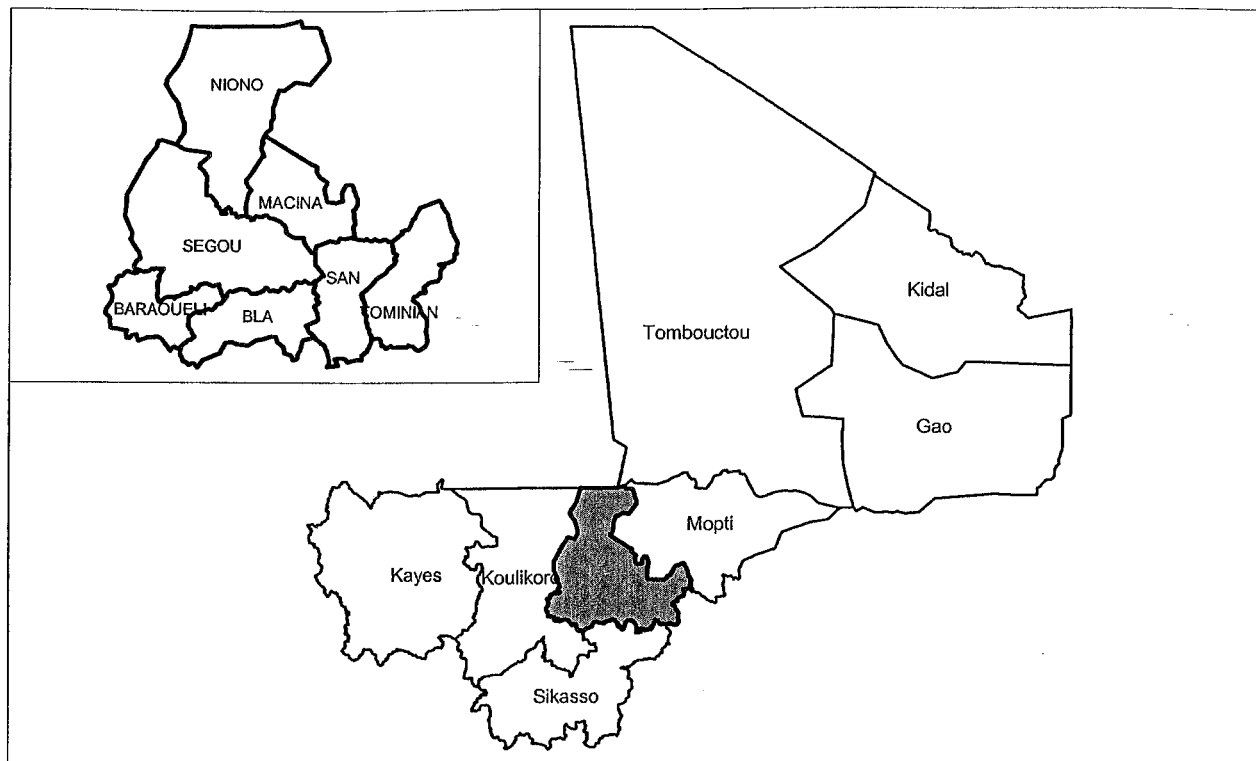 NIONO
MACINA
SEGOU
SAN
BARAOUELI
BLA
TOMINIAN
Kidal
Tombouctou
Gao
Mopti
Kayes
Koulikoro
Sikasso